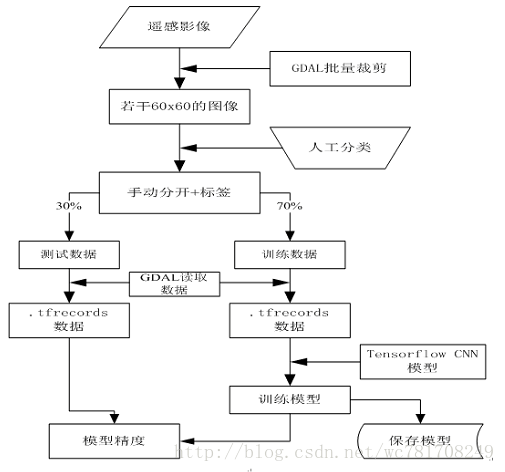 遥感影像
GDAL批量裁剪
若干60x60的图像
人工分类
手动分开+标签
30%
70%
测试数据
训练数据
GDAL读取
数据
.tfrecords
数据
.tfrecords
数据
Tensorflow CNN
模型
训练模型
模型精度
保存模型
http://blog.csdn.net/wc781708249